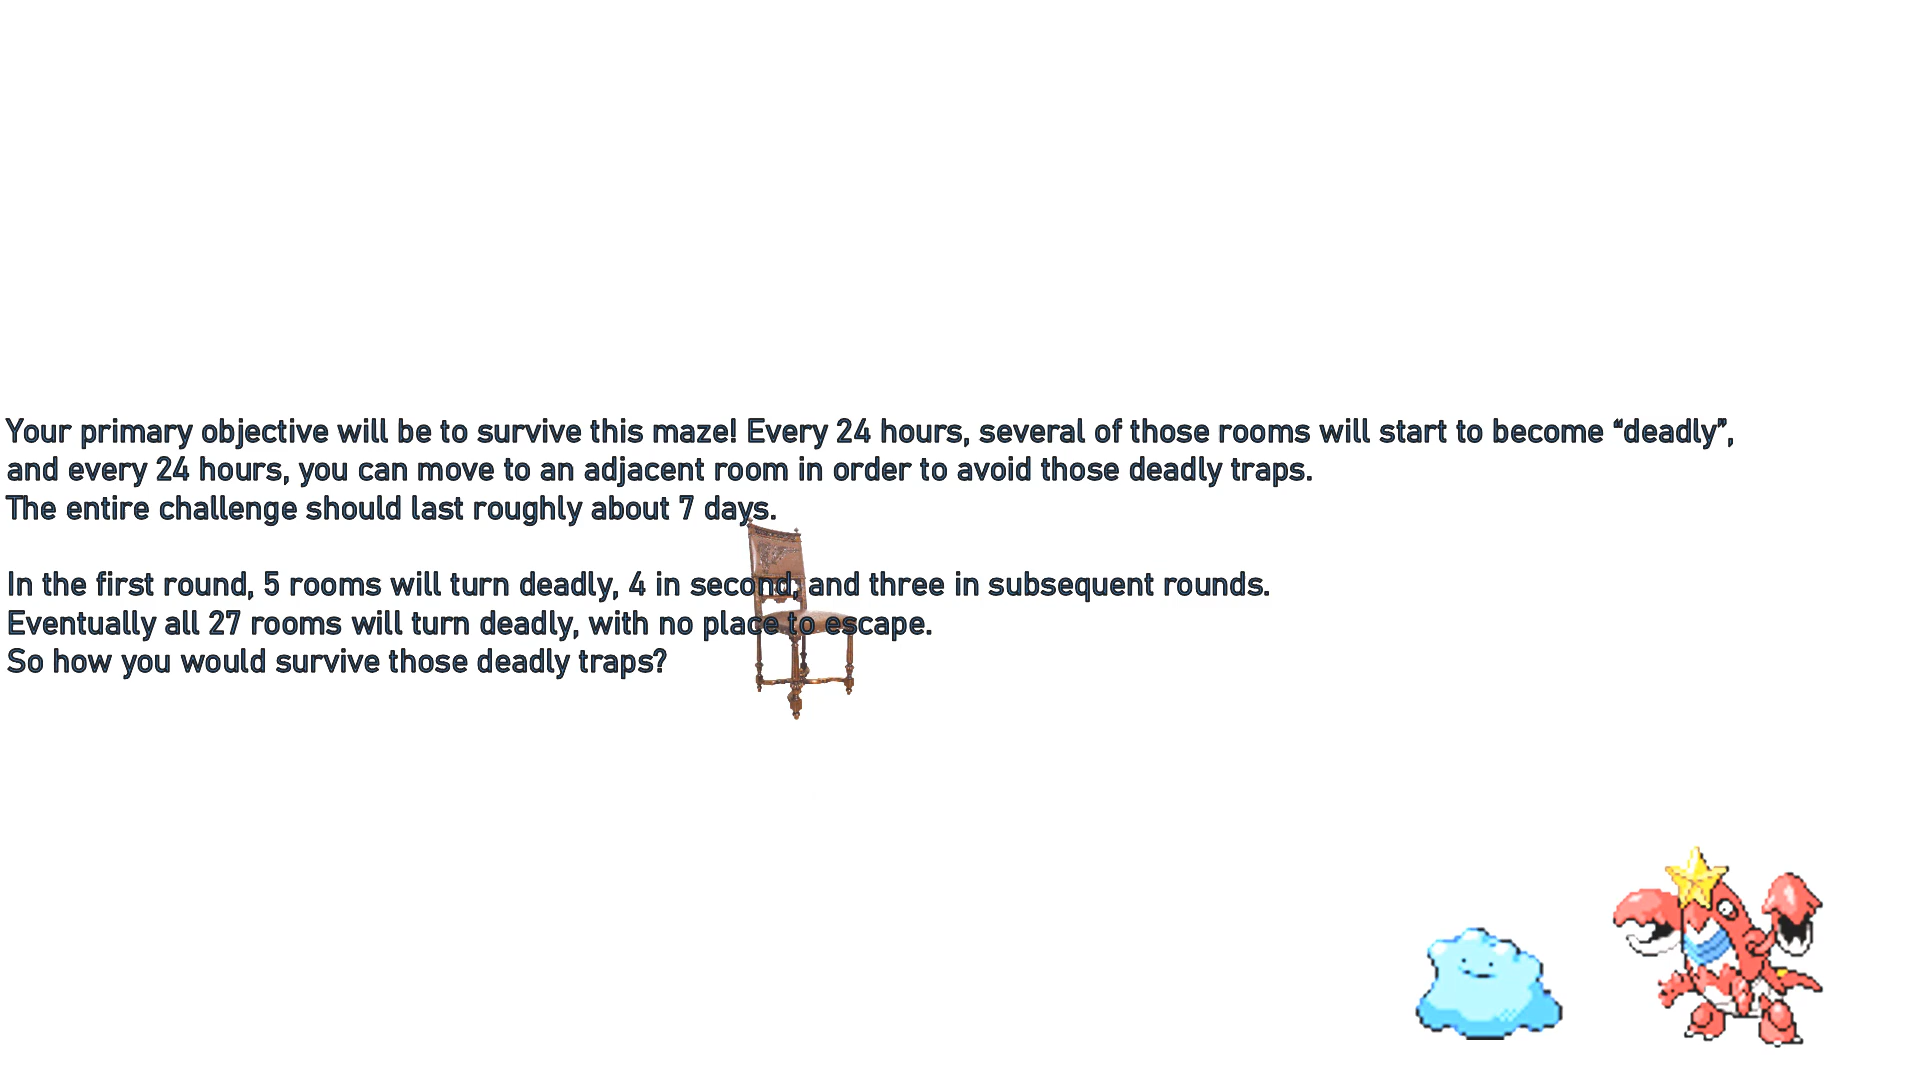 Your primary objective will be to survive this maze! Every 24 hours, several of those rooms will start to become “deadly”,
and every 24 hours, you can move to an adjacent room in order to avoid those deadly traps.
The entire challenge should last roughly about 7 days.
In the first round, 5 rooms will turn deadly, 4 in second, and three in subsequent rounds.
Eventually all 27 rooms will turn deadly, with no place to escape.
So how you would survive those deadly traps?